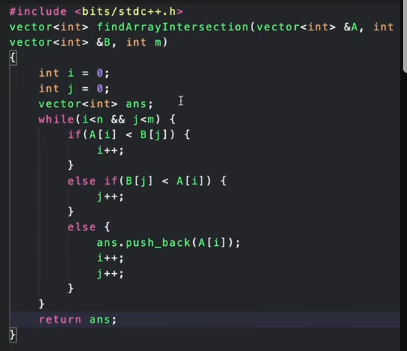 #include <bits/stdc++.h>
vector<int> findArrayIntersection(vector<int> &A, int
vector<int> &B, int m)
{
    int i = 0;
    int j = 0;
    vector<int> ans;
    while(i<n && j<m) {
        if(A[i] < B[j]) {
            i++;
        }
        else if(B[j] < A[i]) {
            j++;
        }
        else {
            ans.push_back(A[i]);
            i++;
            j++;
        }
    }
    return ans;
}